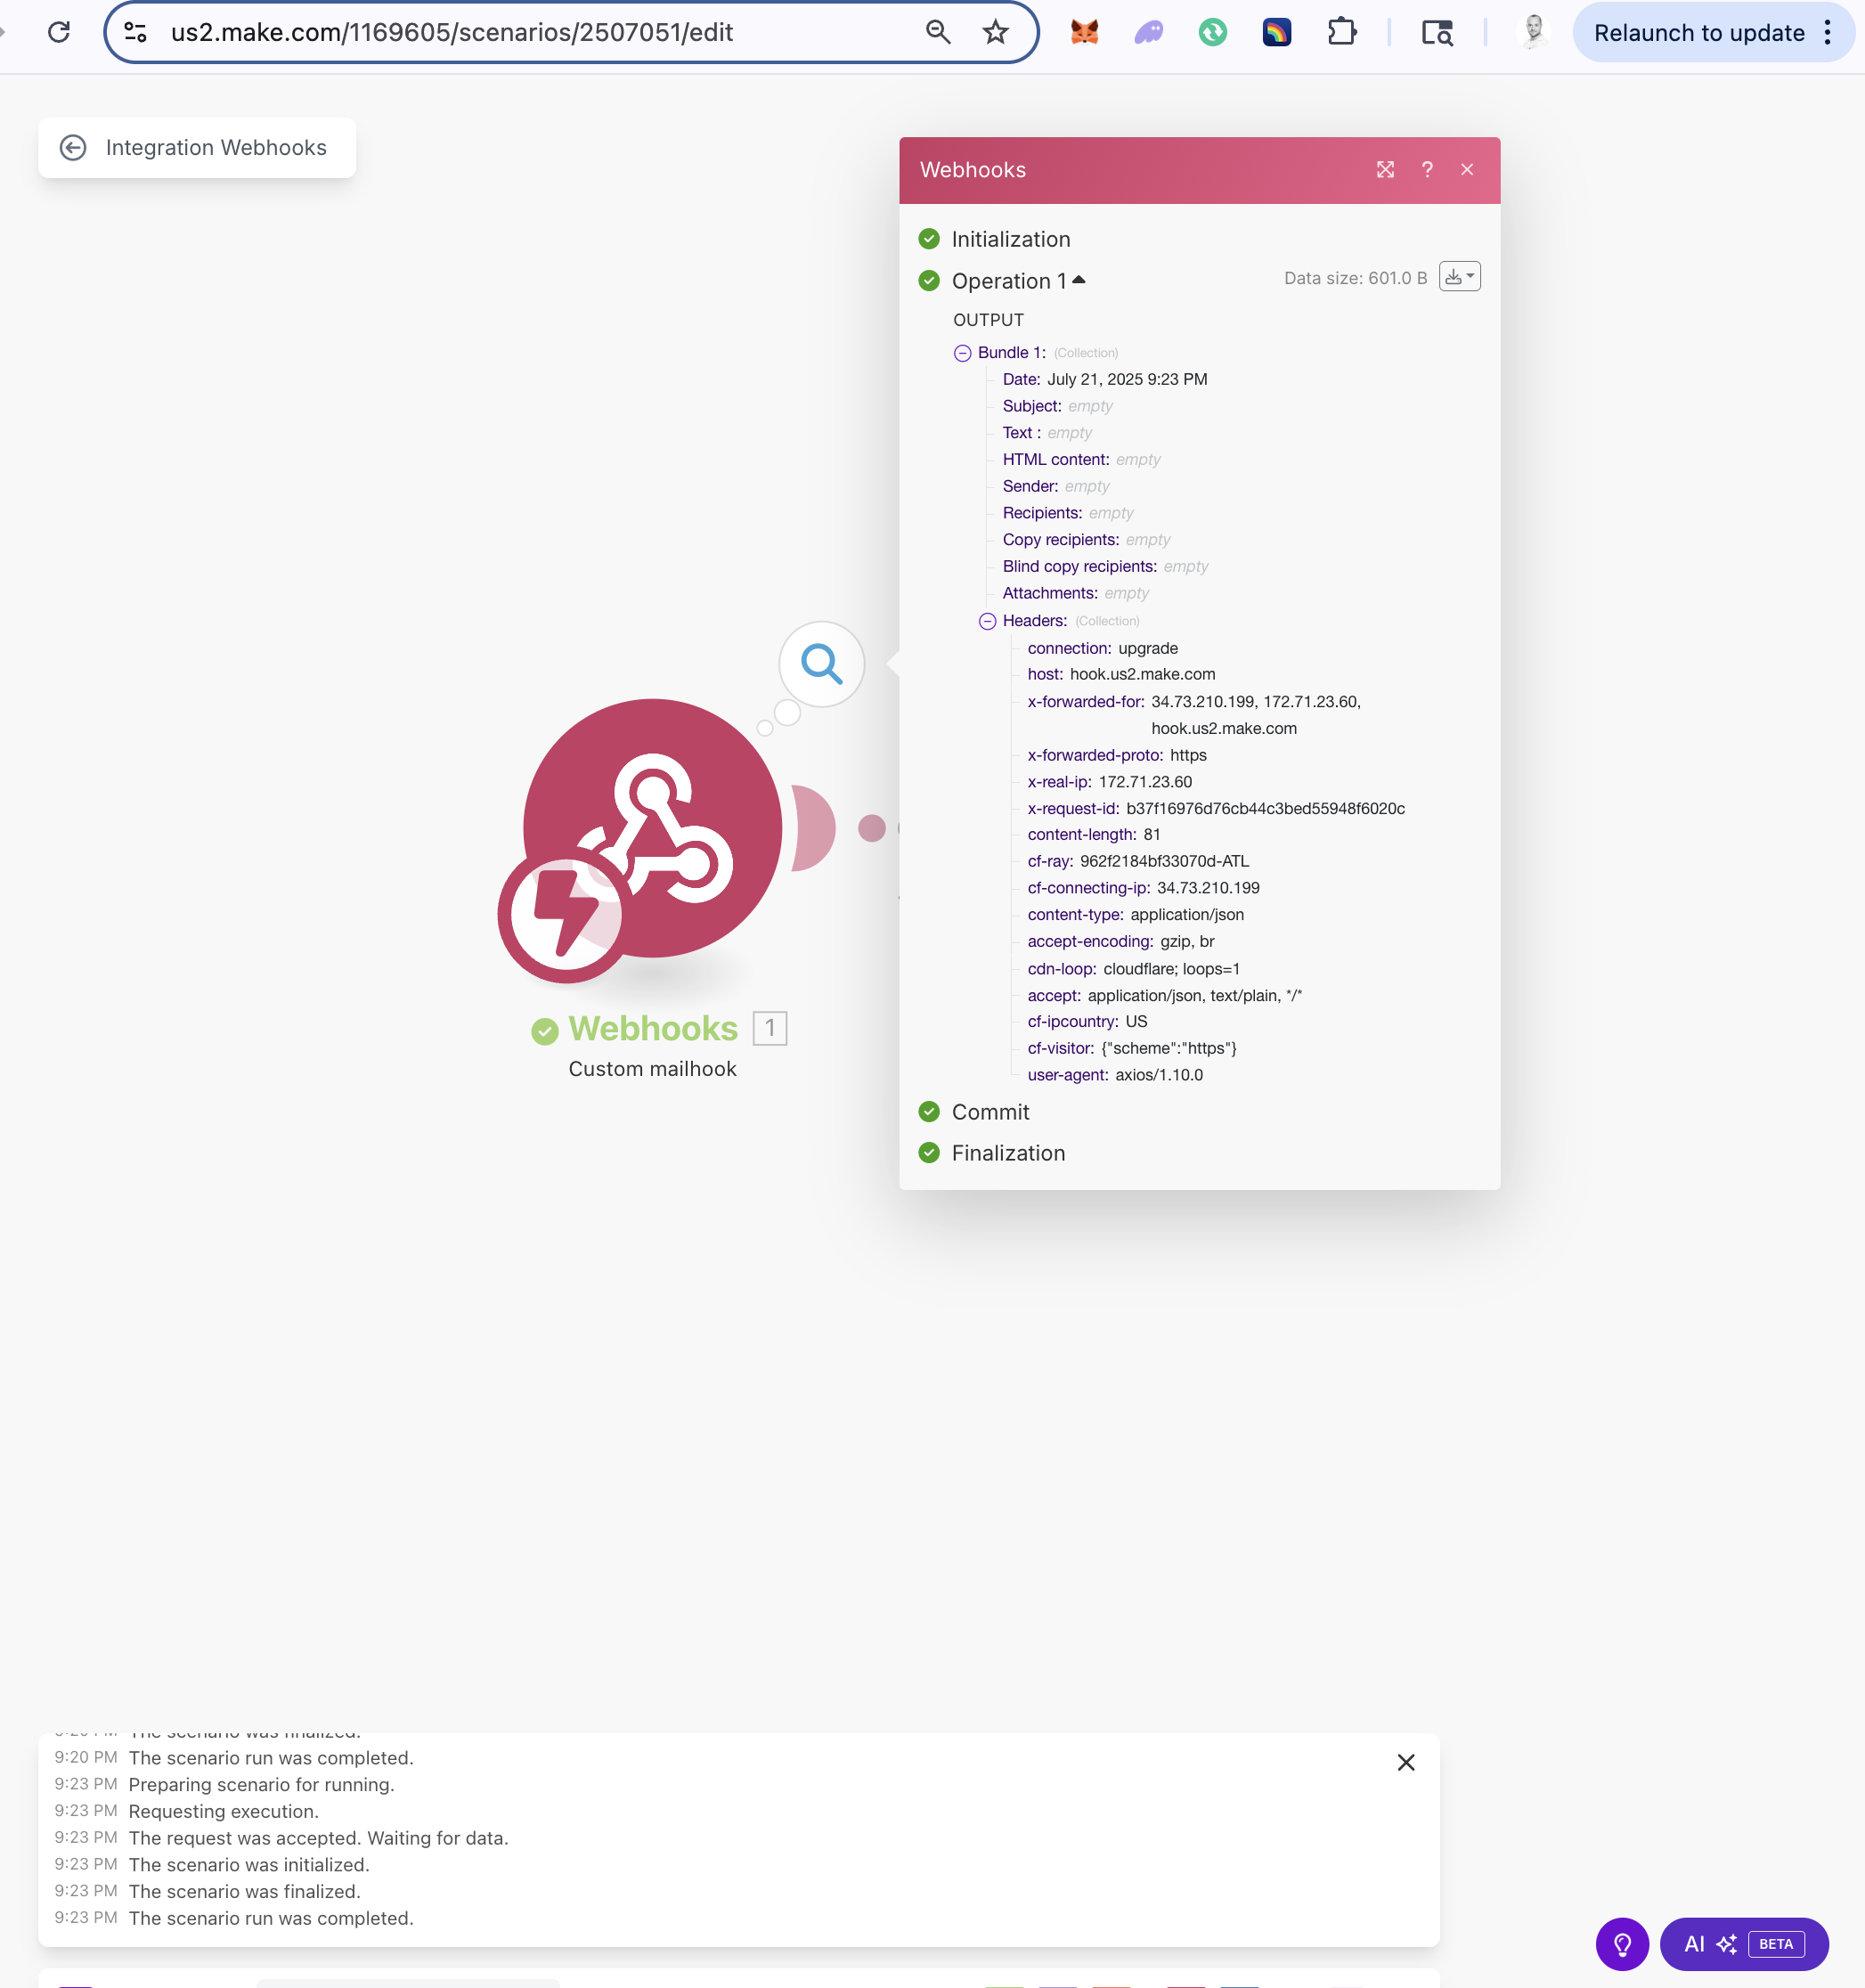 us2.make.com/1169605/scenarios/2507051/edit
Relaunch to update
Integration Webhooks
Webhooks
?
Initialization
Operation 1
Data size: 601.0 B
OUTPUT
Bundle 1: (Collection)
Date: July 21, 2025 9:23 PM
Subject: empty
Text : empty
HTML content: empty
Sender: empty
Recipients: empty
Copy recipients: empty
Blind copy recipients: empty
Attachments: empty
Headers: (Collection)
connection: upgrade
host: hook.us2.make.com
x-forwarded-for: 34.73.210.199, 172.71.23.60,
hook.us2.make.com
x-forwarded-proto: https
x-real-ip: 172.71.23.60
x-request-id: b37f16976d76cb44c3bed55948f6020c
content-length: 81
cf-ray: 962f2184bf33070d-ATL
cf-connecting-ip: 34.73.210.199
content-type: application/json
accept-encoding: gzip, br
cdn-loop: cloudflare; loops=1
accept: application/json, text/plain, */*
cf-ipcountry: US
cf-visitor: {"scheme":"https"}
user-agent: axios/1.10.0
Commit
Finalization
Webhooks 1
Custom mailhook
9:20 PM The scenario was finalized.
9:20 PM The scenario run was completed.
9:23 PM Preparing scenario for running.
9:23 PM Requesting execution.
9:23 PM The request was accepted. Waiting for data.
9:23 PM The scenario was initialized.
9:23 PM The scenario was finalized.
9:23 PM The scenario run was completed.
AI BETA